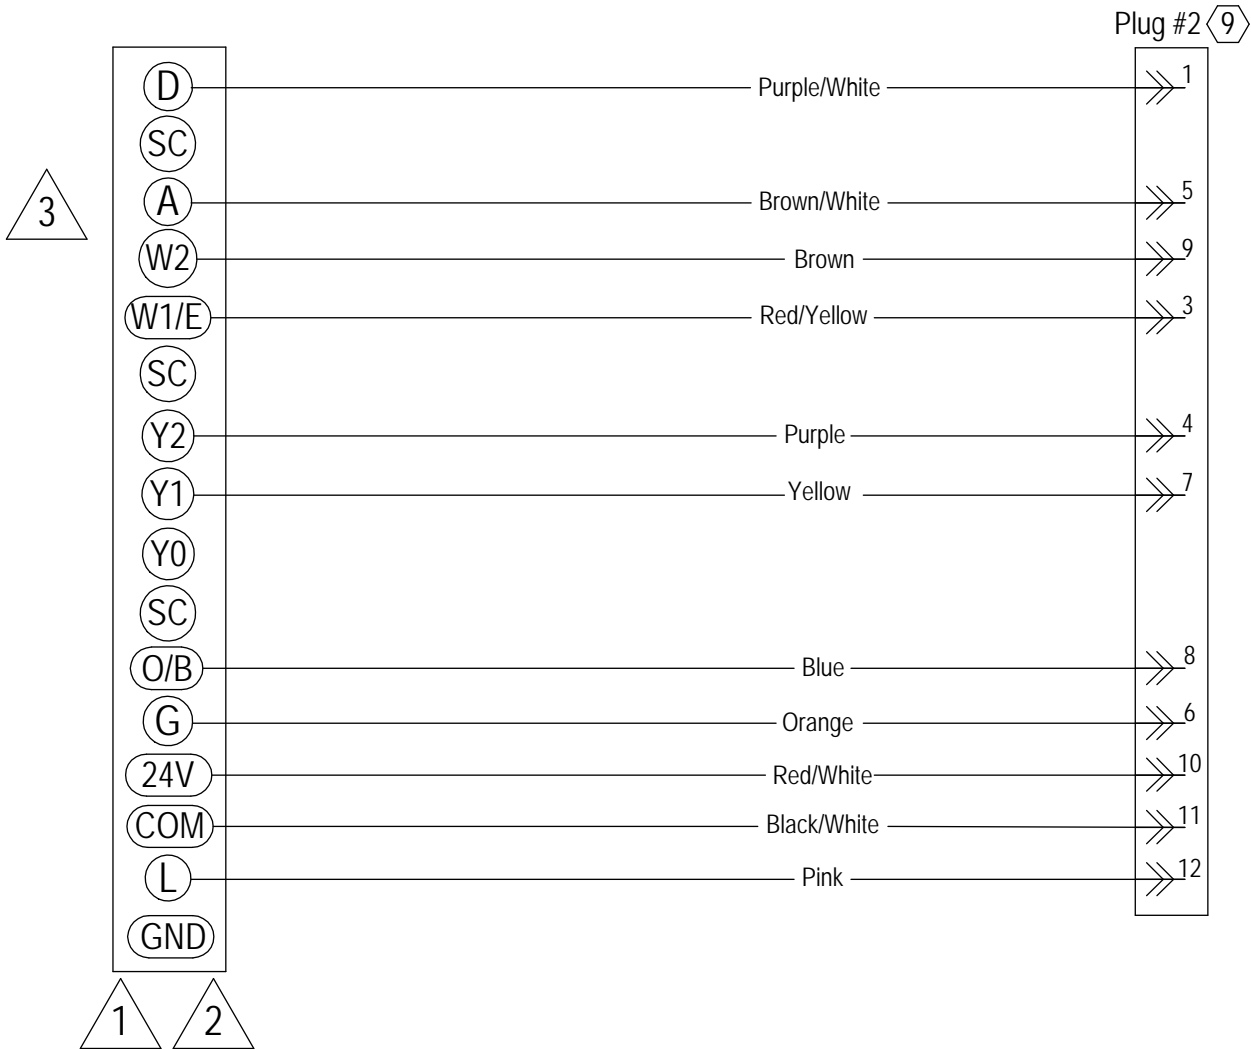 Plug #2 9
D Purple/White 1
SC
3
A Brown/White 5
W2 Brown 9
W1/E Red/Yellow 3
SC
Y2 Purple 4
Y1 Yellow 7
Y0
SC
O/B Blue 8
G Orange 6
24V Red/White 10
COM Black/White 11
L Pink 12
GND
1 2